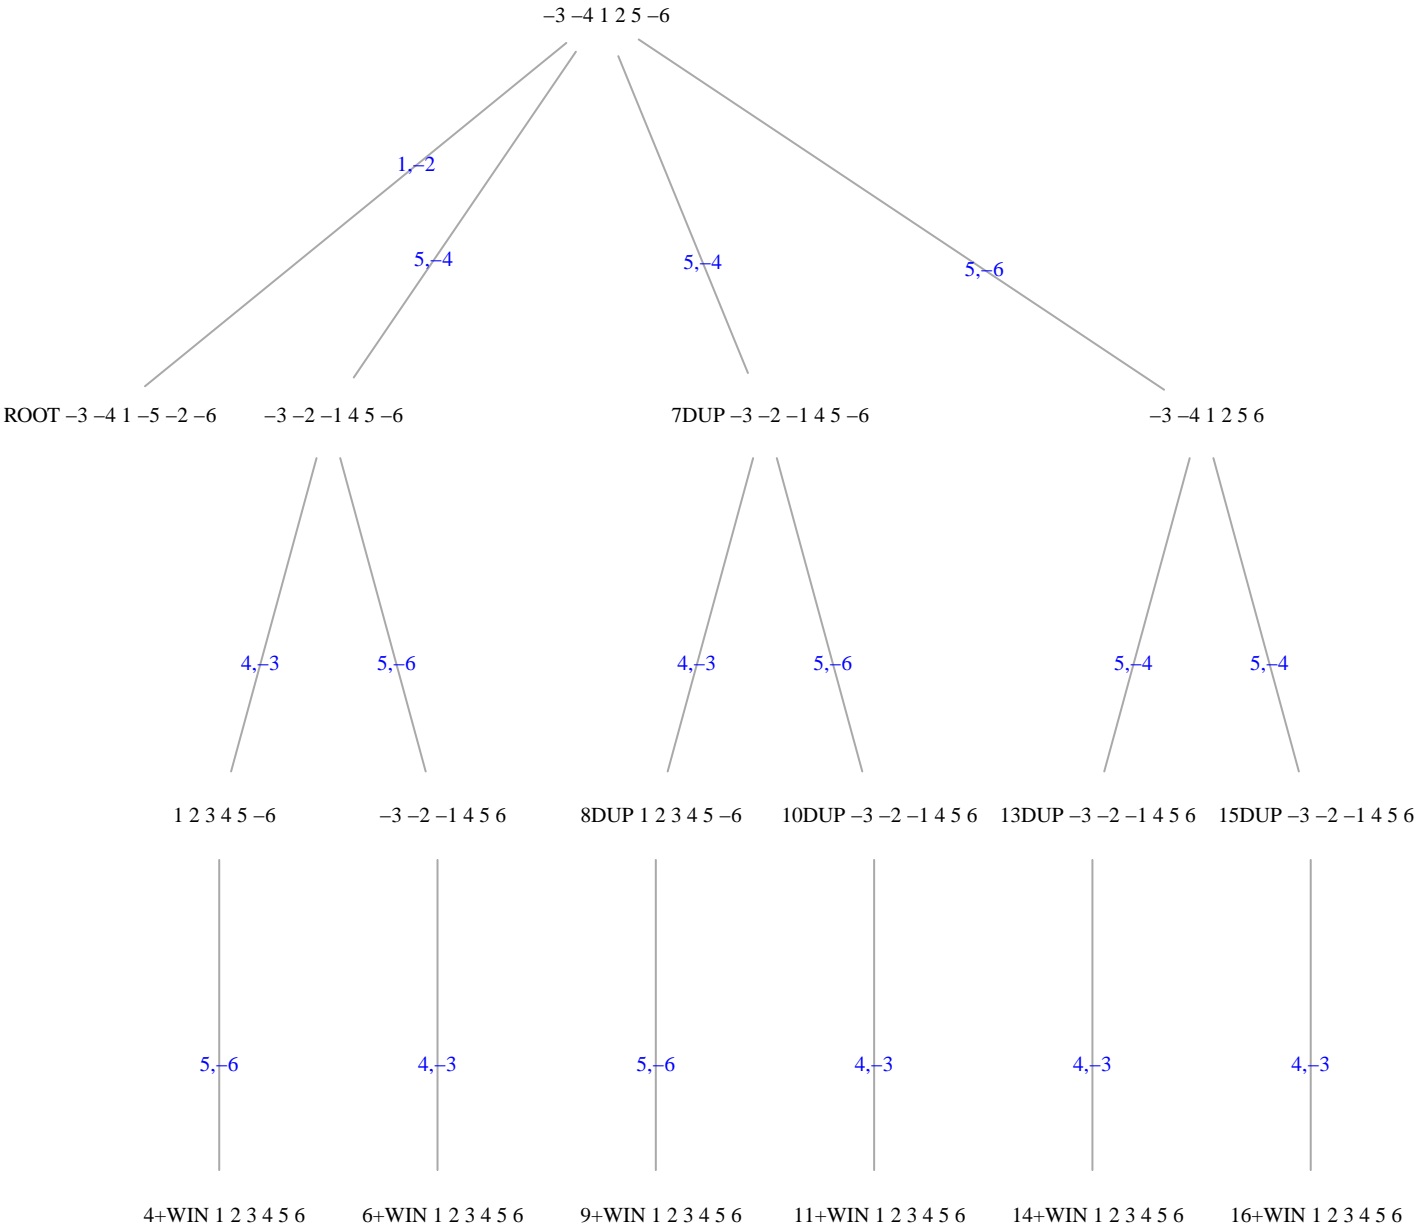 −3 −4 1 2 5 −6
1,−2
5,−4
5,−4
5,−6
ROOT −3 −4 1 −5 −2 −6
−3 −2 −1 4 5 −6
7DUP −3 −2 −1 4 5 −6
−3 −4 1 2 5 6
4,−3
5,−6
4,−3
5,−6
5,−4
5,−4
1 2 3 4 5 −6
−3 −2 −1 4 5 6
8DUP 1 2 3 4 5 −6
10DUP −3 −2 −1 4 5 6
13DUP −3 −2 −1 4 5 6
15DUP −3 −2 −1 4 5 6
5,−6
4,−3
5,−6
4,−3
4,−3
4,−3
4+WIN 1 2 3 4 5 6
6+WIN 1 2 3 4 5 6
9+WIN 1 2 3 4 5 6
11+WIN 1 2 3 4 5 6
14+WIN 1 2 3 4 5 6
16+WIN 1 2 3 4 5 6